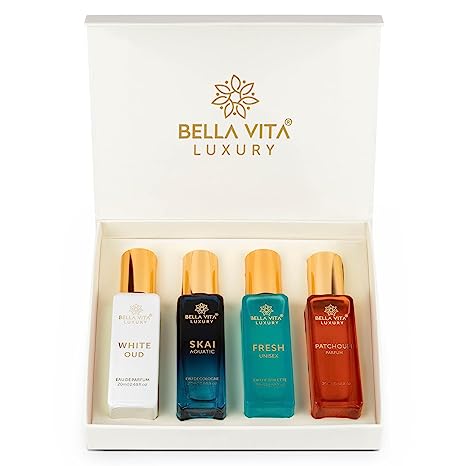 BELLA VITA®
LUXURY
BELLA VITA
LUXURY
WHITE
OUD
EAU DE PARFUM
BELLA VITA
LUXURY
SKAI
AQUATIC
EAU DE COLOGNE
BELLA VITA
LUXURY
FRESH
UNISEX
EAU DE TOILETTE
BELLA VITA
LUXURY
PATCHOULI
PARFUM